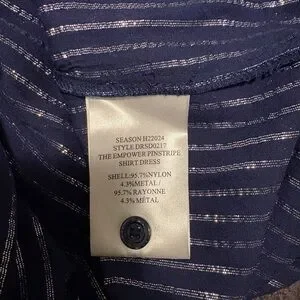 SEASON H22024
STYLE DRSD0217
THE EMPOWER PINSTRIPE
SHIRT DRESS
SHELL:95.7%NYLON
4.3%METAL/
95.7% RAYONNE
4.3% METAL